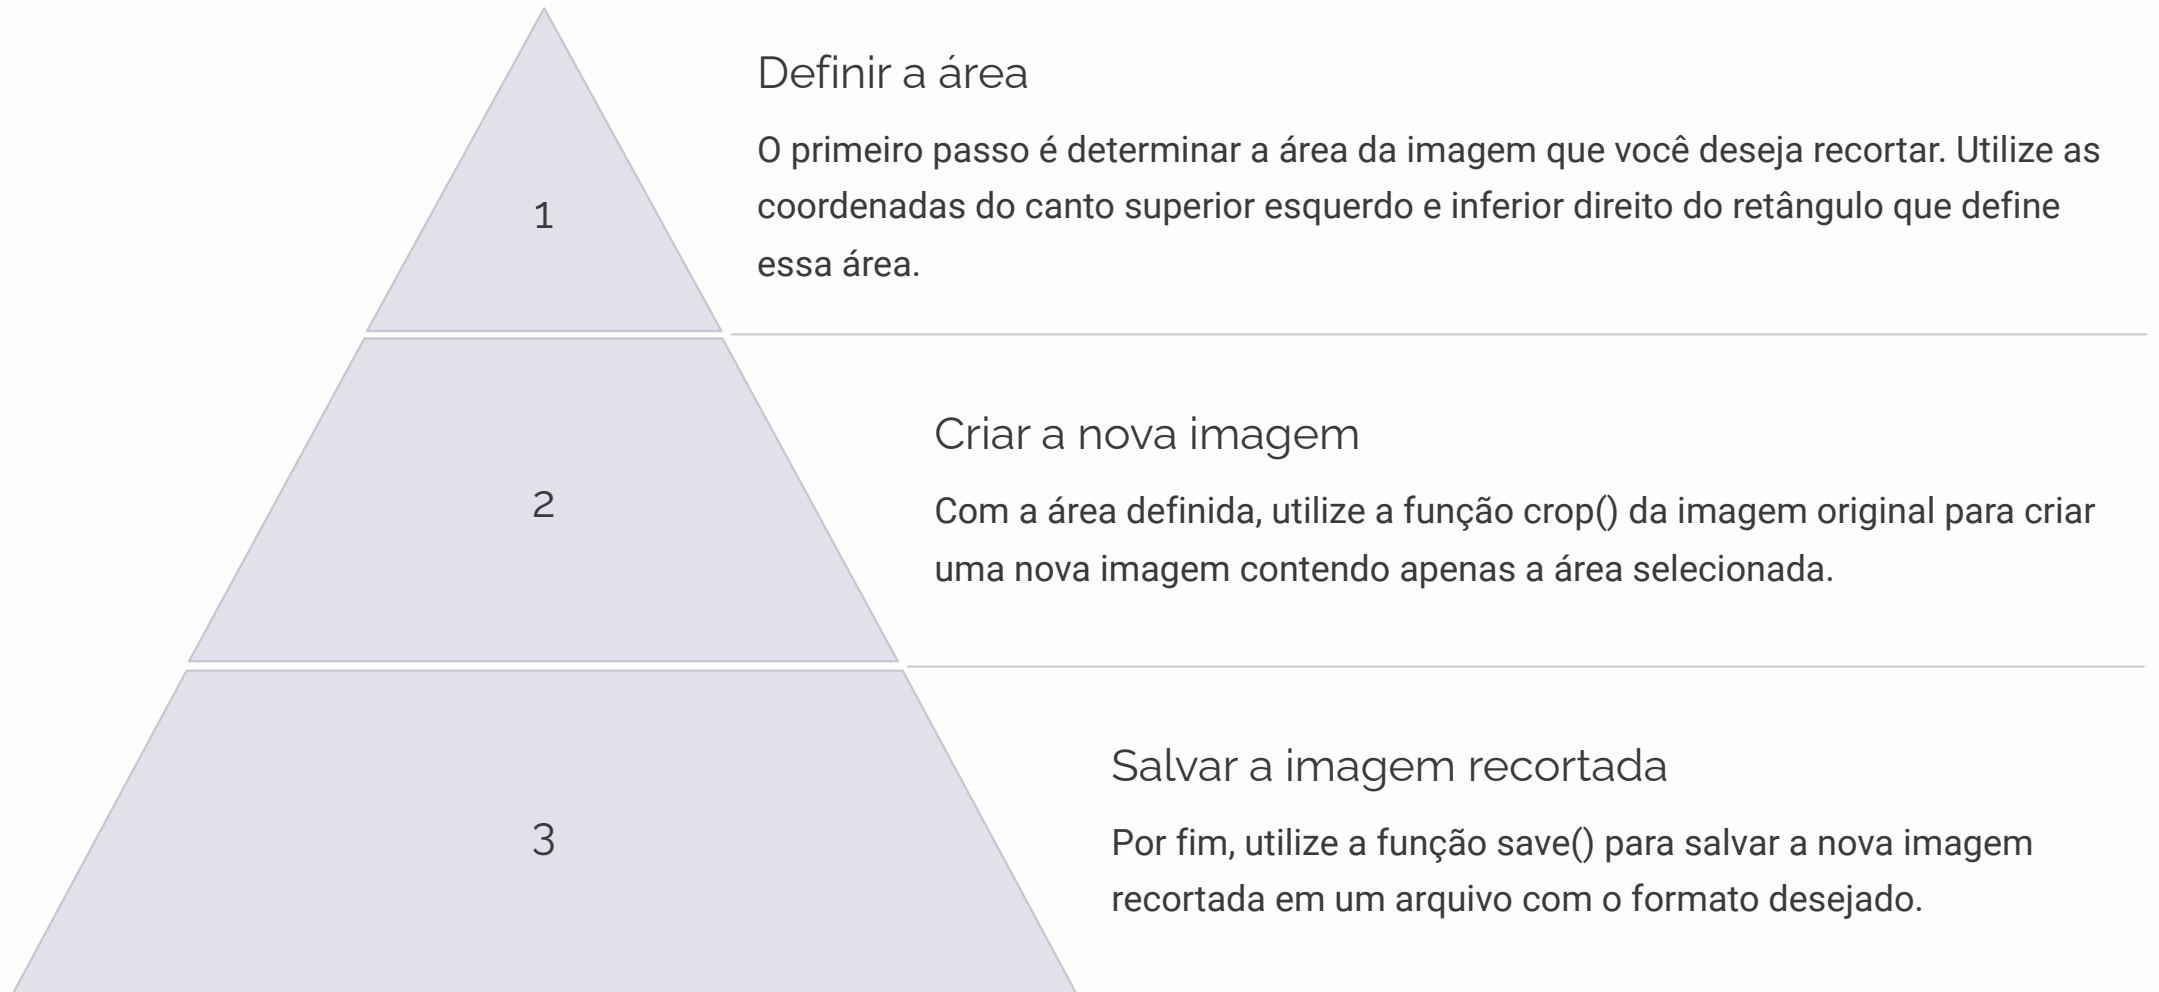 Definir a área
O primeiro passo é determinar a área da imagem que você deseja recortar. Utilize as
coordenadas do canto superior esquerdo e inferior direito do retângulo que define
essa área.
1
Criar a nova imagem
Com a área definida, utilize a função crop() da imagem original para criar
uma nova imagem contendo apenas a área selecionada.
2
Salvar a imagem recortada
Por fim, utilize a função save() para salvar a nova imagem
recortada em um arquivo com o formato desejado.
3